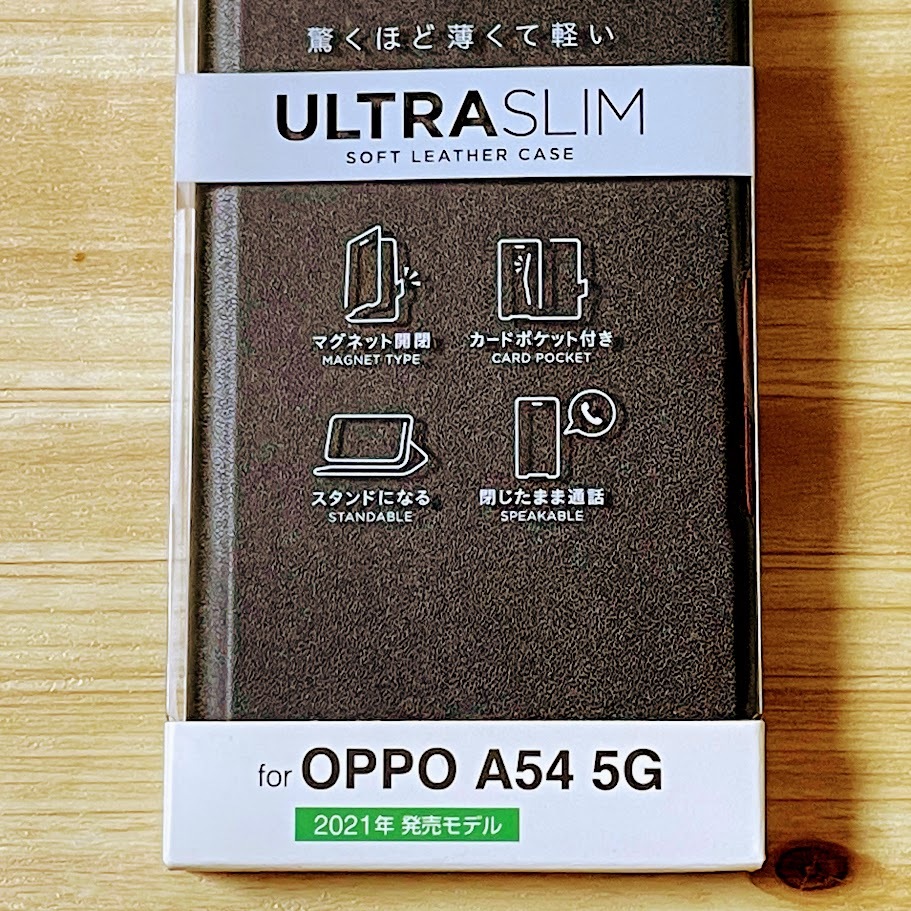 驚くほど薄くて軽い
ULTRASLIM
SOFT LEATHER CASE
マグネット開閉
MAGNET TYPE
カードポケット付き
CARD POCKET
スタンドになる
STANDABLE
閉じたまま通話
SPEAKABLE
for OPPO A54 5G
2021年 発売モデル